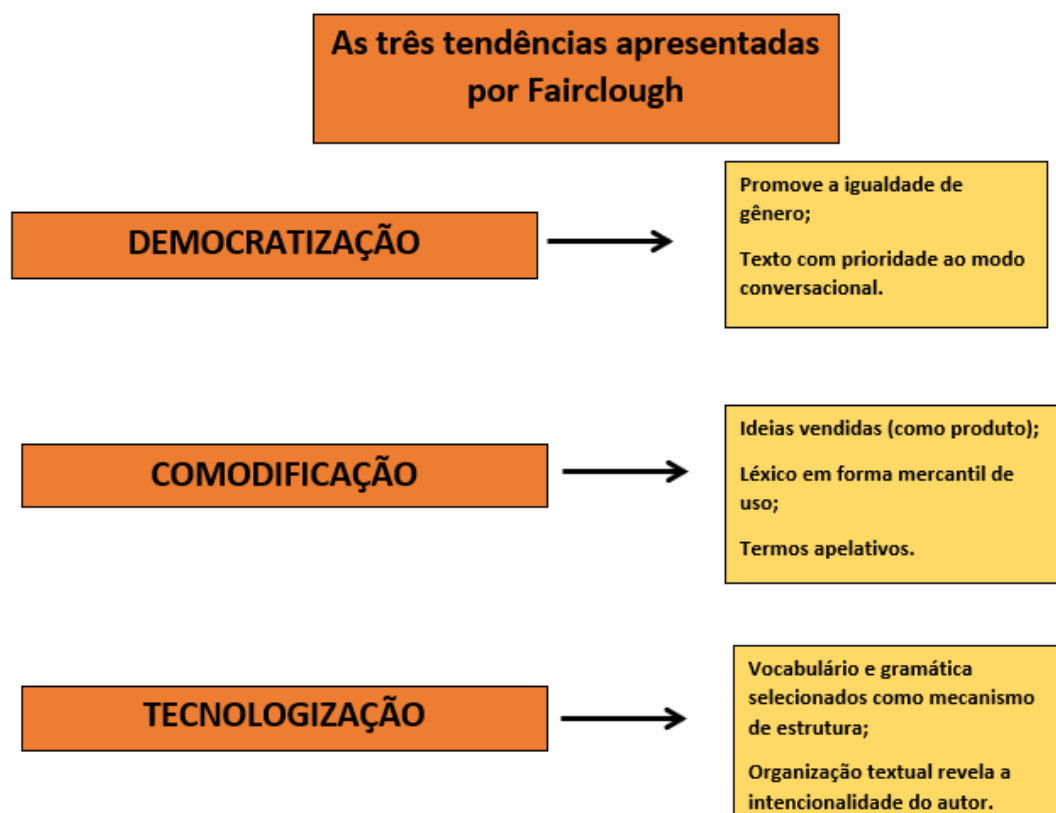 As três tendências apresentadas
por Fairclough
DEMOCRATIZAÇÃO
Promove a igualdade de
gênero;
Texto com prioridade ao modo
conversacional.
COMODIFICAÇÃO
Ideias vendidas (como produto);
Léxico em forma mercantil de
uso;
Termos apelativos.
TECNOLOGIZAÇÃO
Vocabulário e gramática
selecionados como mecanismo
de estrutura;
Organização textual revela a
intencionalidade do autor.